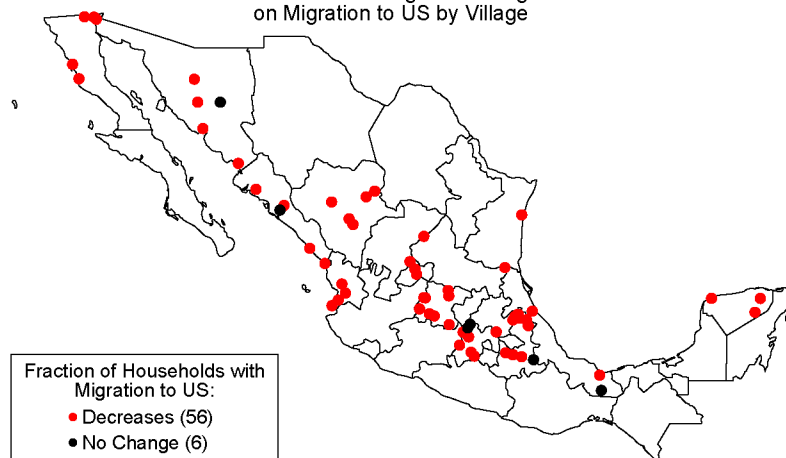 on Migration to US by Village
Fraction of Households with
Migration to US:
Decreases (56)
No Change (6)